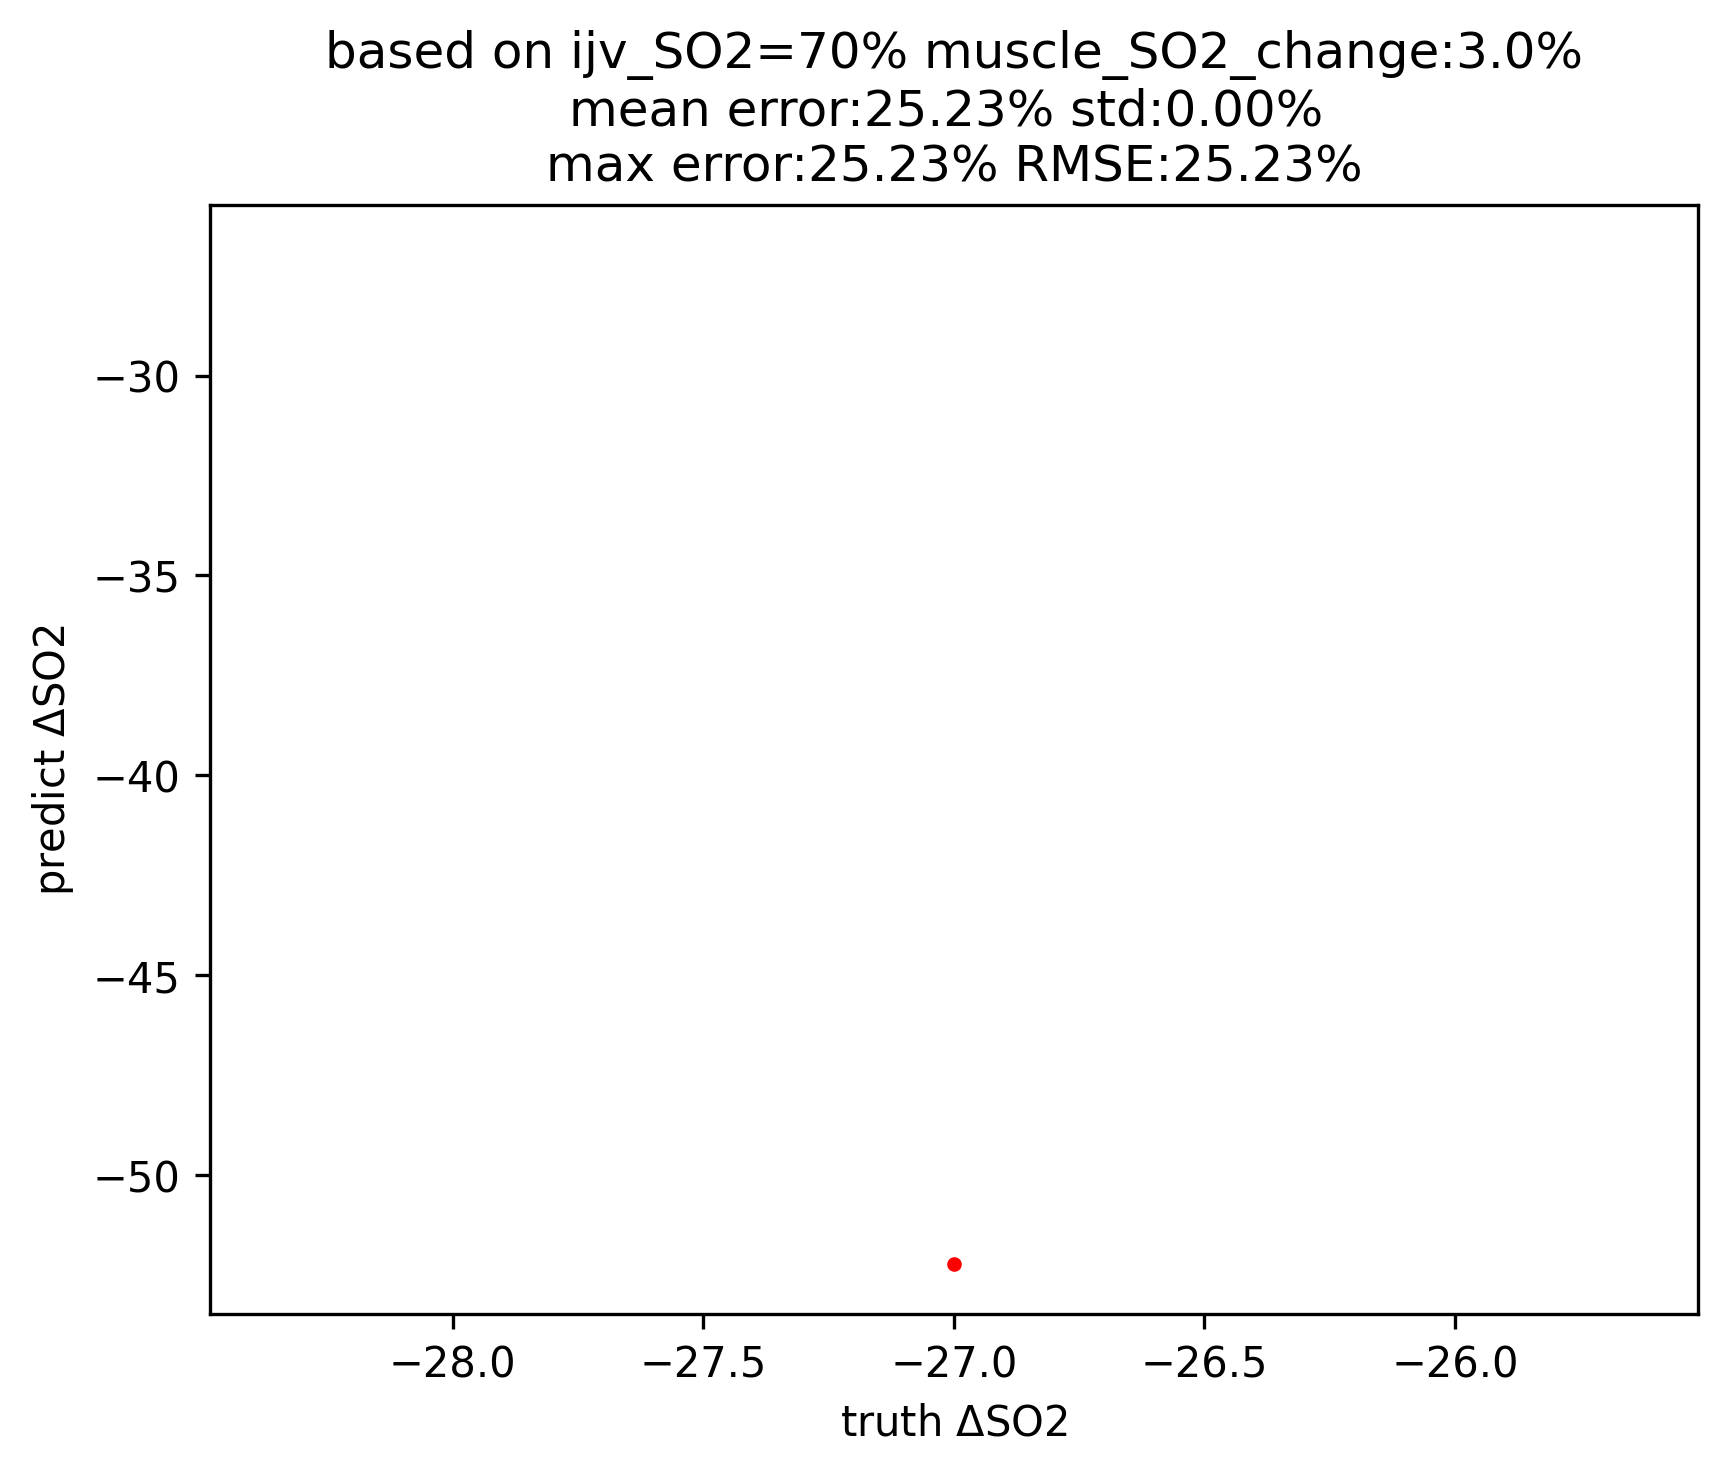 based on ijv_SO2=70% muscle_SO2_change:3.0%
mean error:25.23% std:0.00%
max error:25.23% RMSE:25.23%
−30
−35
−40
−45
−50
predict ΔSO2
−28.0
−27.5
−27.0
−26.5
−26.0
truth ΔSO2